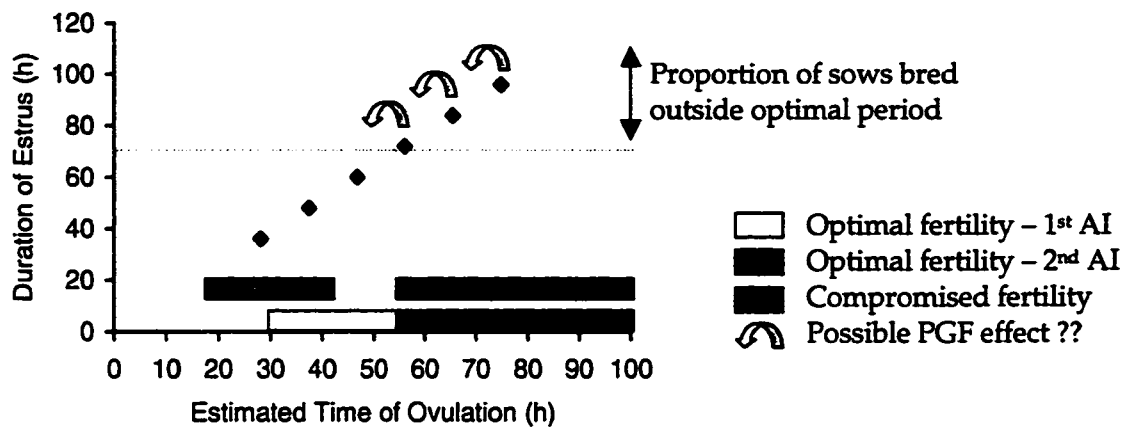 120
100
80
60
40
20
0
Duration of Estrus (h)
0 10 20 30 40 50 60 70 80 90 100
Estimated Time of Ovulation (h)
Proportion of sows bred
outside optimal period
Optimal fertility – 1st AI
Optimal fertility – 2nd AI
Compromised fertility
Possible PGF effect ??